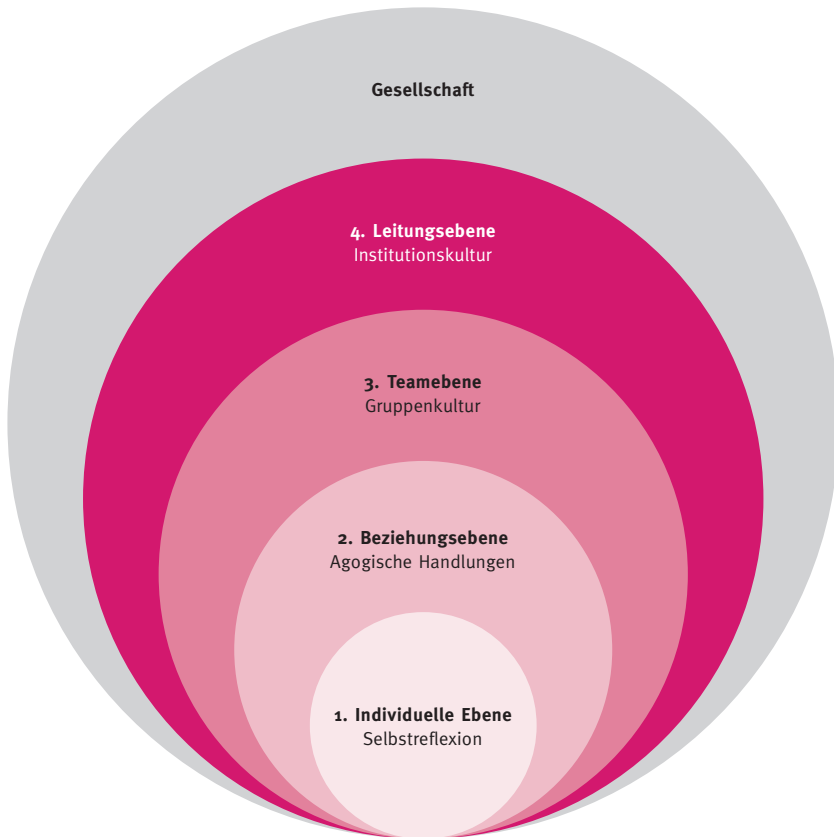 Gesellschaft
4. Leitungsebene
Institutionskultur
3. Teamebene
Gruppenkultur
2. Beziehungsebene
Agogische Handlungen
1. Individuelle Ebene
Selbstreflexion